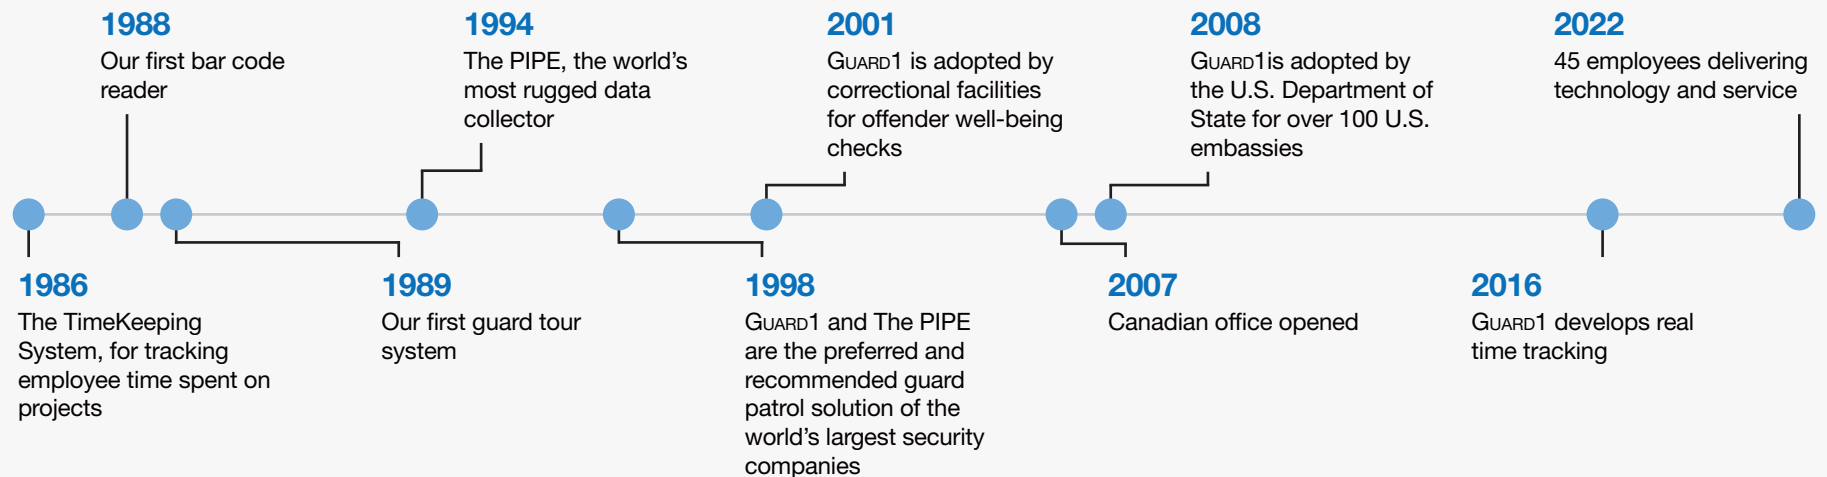 1988
Our first bar code
reader
1994
The PIPE, the world’s
most rugged data
collector
2001
GUARD1 is adopted by
correctional facilities
for offender well-being
checks
2008
GUARD1is adopted by
the U.S. Department of
State for over 100 U.S.
embassies
2022
45 employees delivering
technology and service
1986
The TimeKeeping
System, for tracking
employee time spent on
projects
1989
Our first guard tour
system
1998
GUARD1 and The PIPE
are the preferred and
recommended guard
patrol solution of the
world’s largest security
companies
2007
Canadian office opened
2016
GUARD1 develops real
time tracking